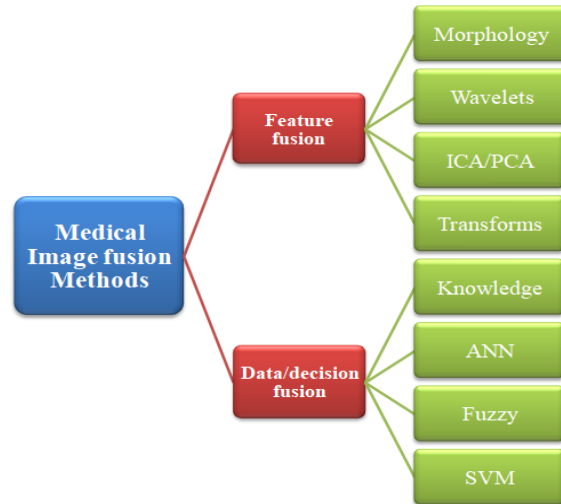 Medical
Image fusion
Methods
Feature
fusion
Morphology
Wavelets
ICA/PCA
Transforms
Data/decision
fusion
Knowledge
ANN
Fuzzy
SVM